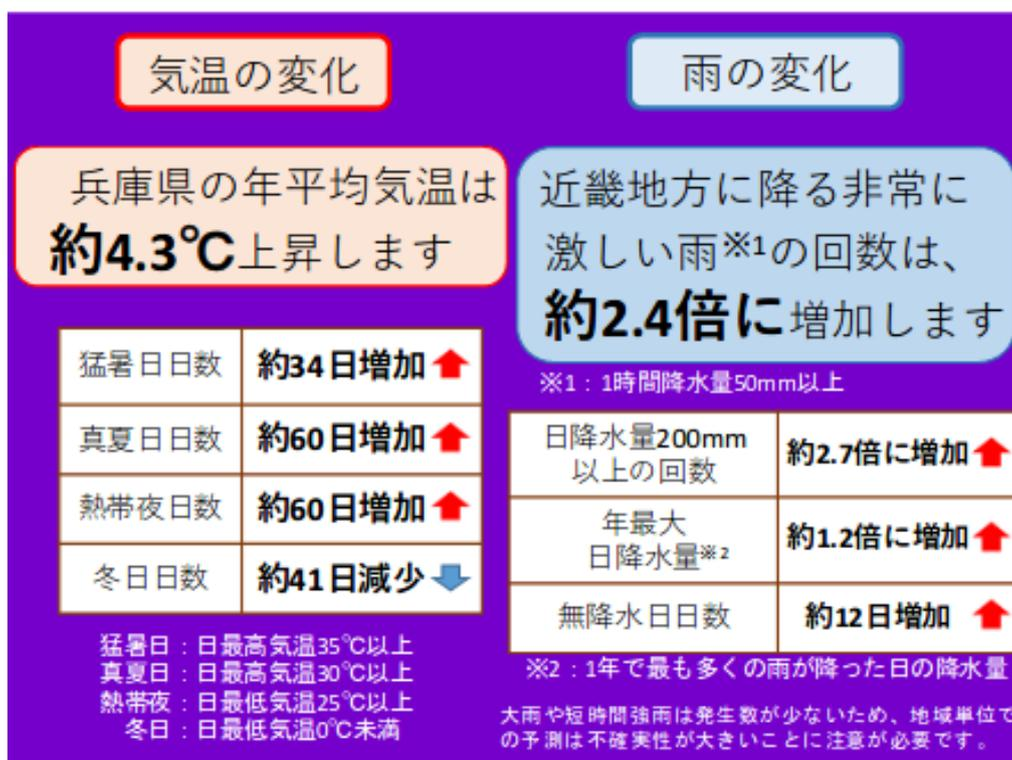 気温の変化
兵庫県の年平均気温は
約4.3℃上昇します
猛暑日日数 約34日増加
真夏日日数 約60日増加
熱帯夜日数 約60日増加
冬日日数 約41日減少
猛暑日：日最高気温35℃以上
真夏日：日最高気温30℃以上
熱帯夜：日最低気温25℃以上
冬日：日最低気温0℃未満
雨の変化
近畿地方に降る非常に
激しい雨※1の回数は、
約2.4倍に増加します
※1：1時間降水量50mm以上
日降水量200mm
以上の回数 約2.7倍に増加
年最大
日降水量※2 約1.2倍に増加
無降水日日数 約12日増加
※2：1年で最も多くの雨が降った日の降水量
大雨や短時間強雨は発生数が少ないため、地域単位で
の予測は不確実性が大きいことに注意が必要です。